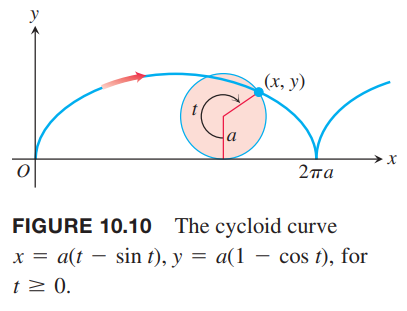 y
(x, y)
t
a
O
2πa
x
FIGURE 10.10 The cycloid curve
x = a(t − sin t), y = a(1 − cos t), for
t ≥ 0.